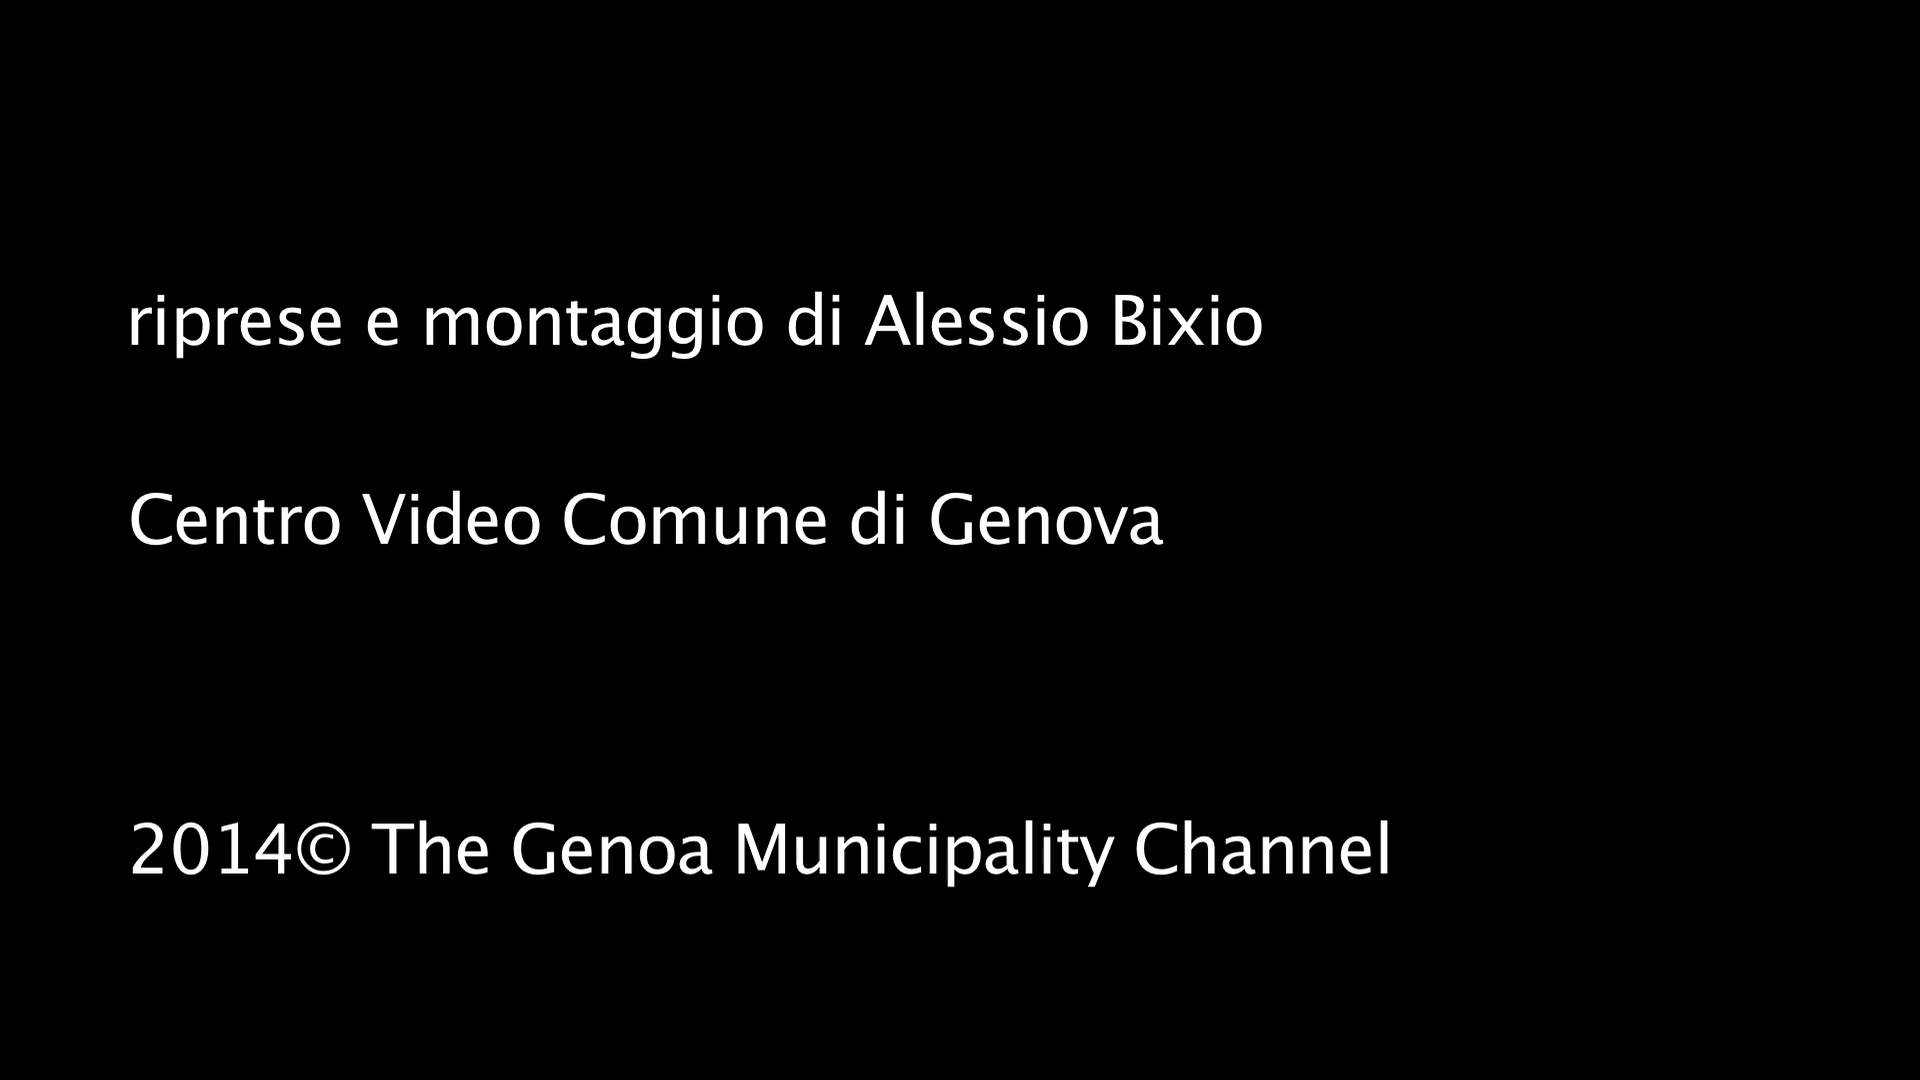 riprese e montaggio di Alessio Bixio
Centro Video Comune di Genova
2014© The Genoa Municipality Channel